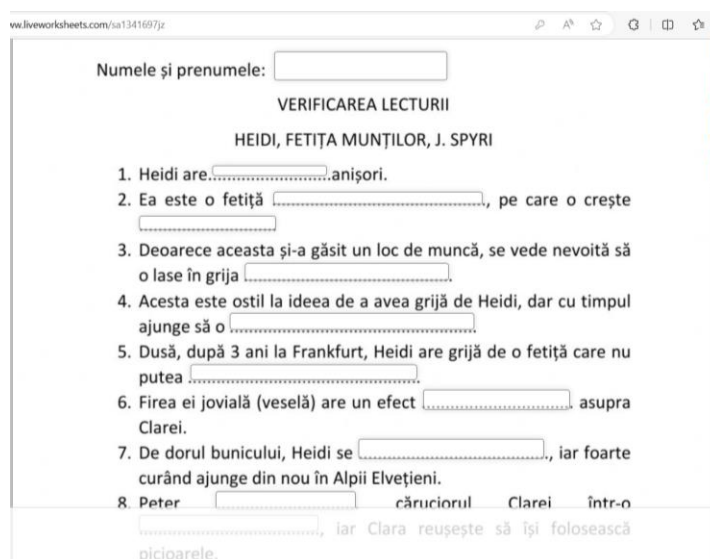 ww.liveworksheets.com/sa1341697jz
Numele și prenumele:
VERIFICAREA LECTURII
HEIDI, FETIȚA MUNȚILOR, J. SPYRI
1. Heidi are..............................anișori.
2. Ea este o fetiță ........................................, pe care o crește
..............................
3. Deoarece aceasta și-a găsit un loc de muncă, se vede nevoită să
o lase în grija ........................................
4. Acesta este ostil la ideea de a avea grijă de Heidi, dar cu timpul
ajunge să o ........................................
5. Dusă, după 3 ani la Frankfurt, Heidi are grijă de o fetiță care nu
putea ........................................
6. Firea ei jovială (veselă) are un efect .............................. asupra
Clarei.
7. De dorul bunicului, Heidi se ........................................, iar foarte
curând ajunge din nou în Alpii Elvețieni.
8. Peter căruciorul Clarei într-o
........................................, iar Clara reușește să își folosească
picioarele.